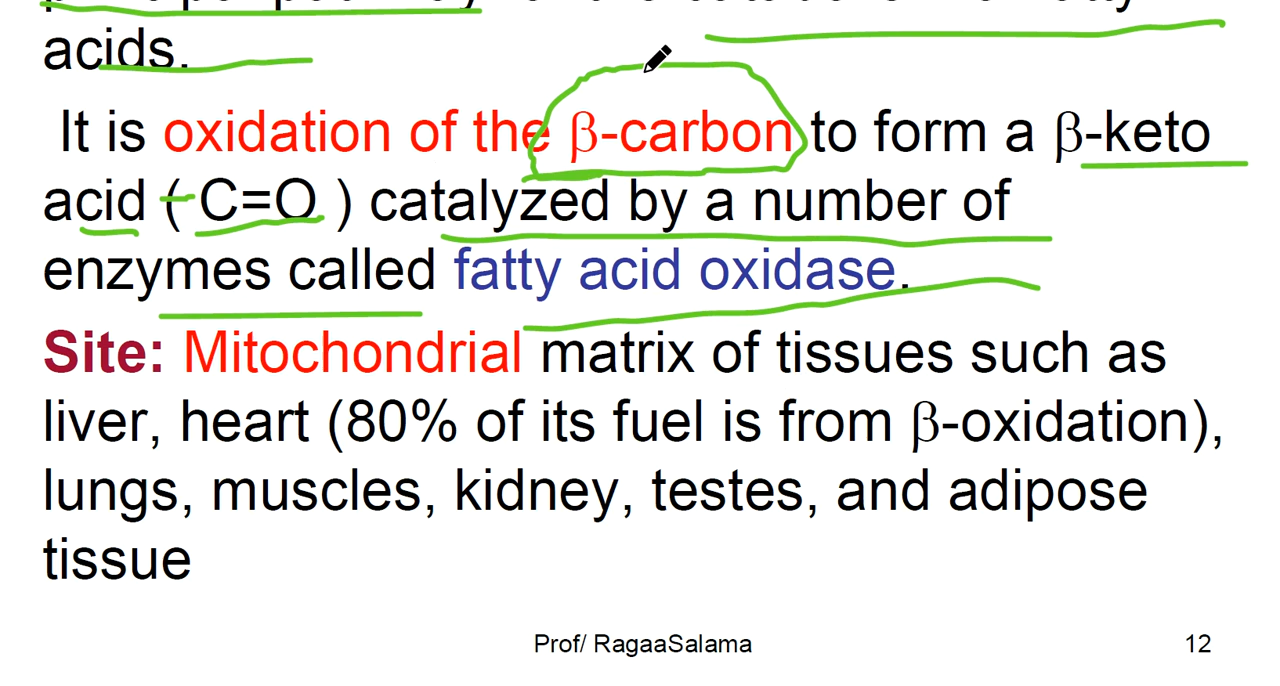 acids.
It is oxidation of the β-carbon to form a β-keto
acid ( C=O ) catalyzed by a number of
enzymes called fatty acid oxidase.
Site: Mitochondrial matrix of tissues such as
liver, heart (80% of its fuel is from β-oxidation),
lungs, muscles, kidney, testes, and adipose
tissue
Prof/ RagaaSalama 12